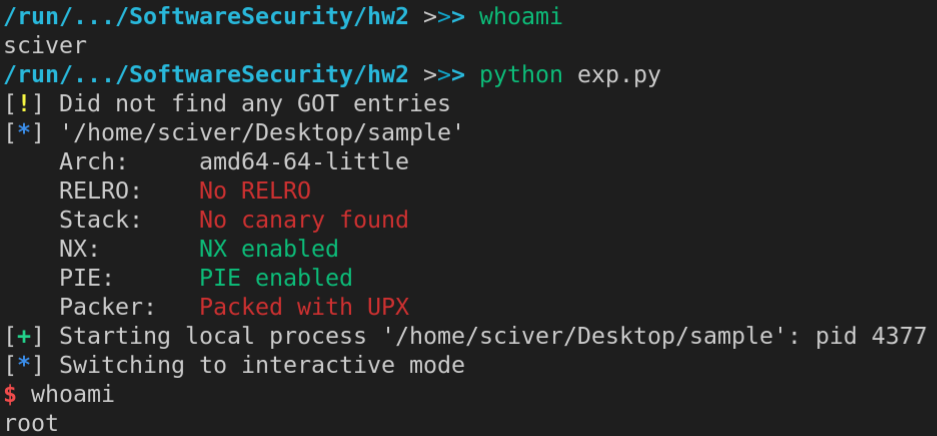 /run/.../SoftwareSecurity/hw2 >>> whoami
sciver
/run/.../SoftwareSecurity/hw2 >>> python exp.py
[!] Did not find any GOT entries
[*] '/home/sciver/Desktop/sample'
    Arch:     amd64-64-little
    RELRO:    No RELRO
    Stack:    No canary found
    NX:       NX enabled
    PIE:      PIE enabled
    Packer:   Packed with UPX
[+] Starting local process '/home/sciver/Desktop/sample': pid 4377
[*] Switching to interactive mode
$ whoami
root